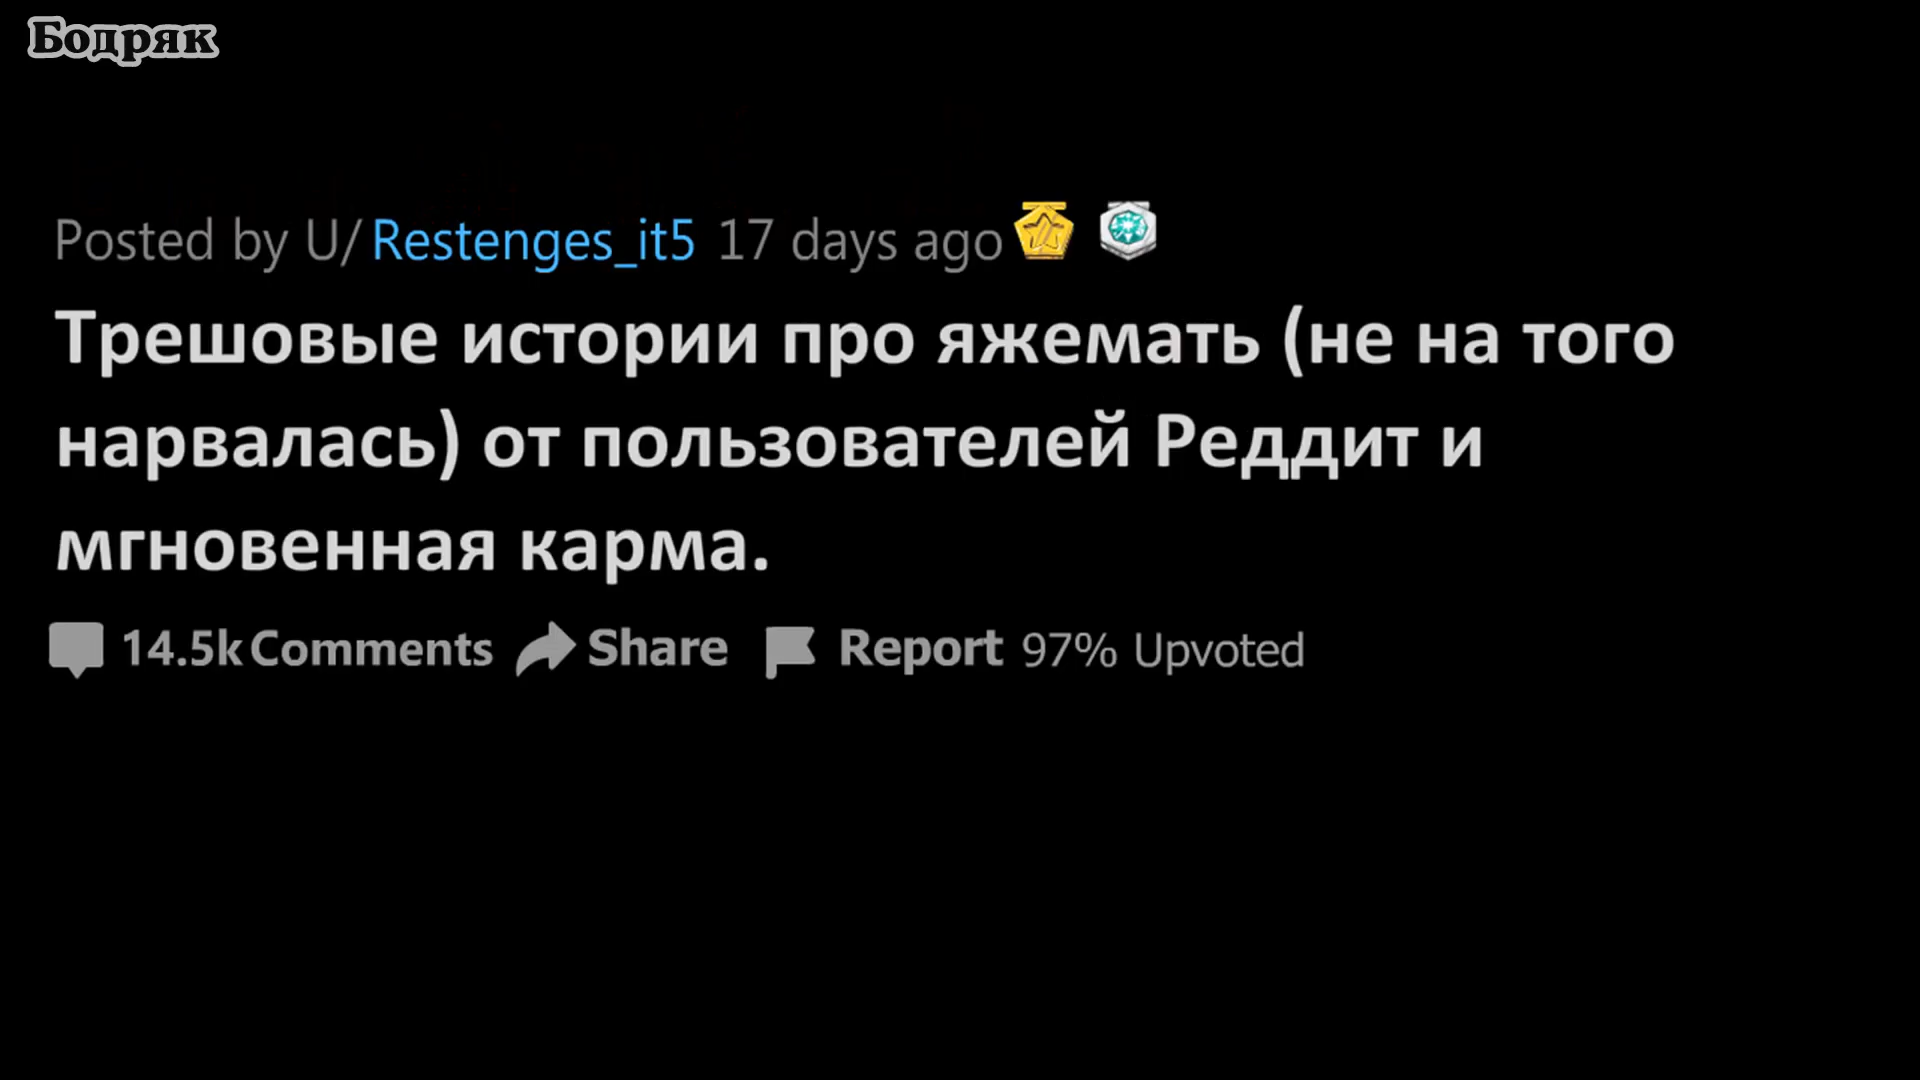 Бодряк
Posted by U/ Restenges_it5 17 days ago
Трешовые истории про яжемать (не на того
нарвалась) от пользователей Реддит и
мгновенная карма.
14.5k Comments Share Report 97% Upvoted